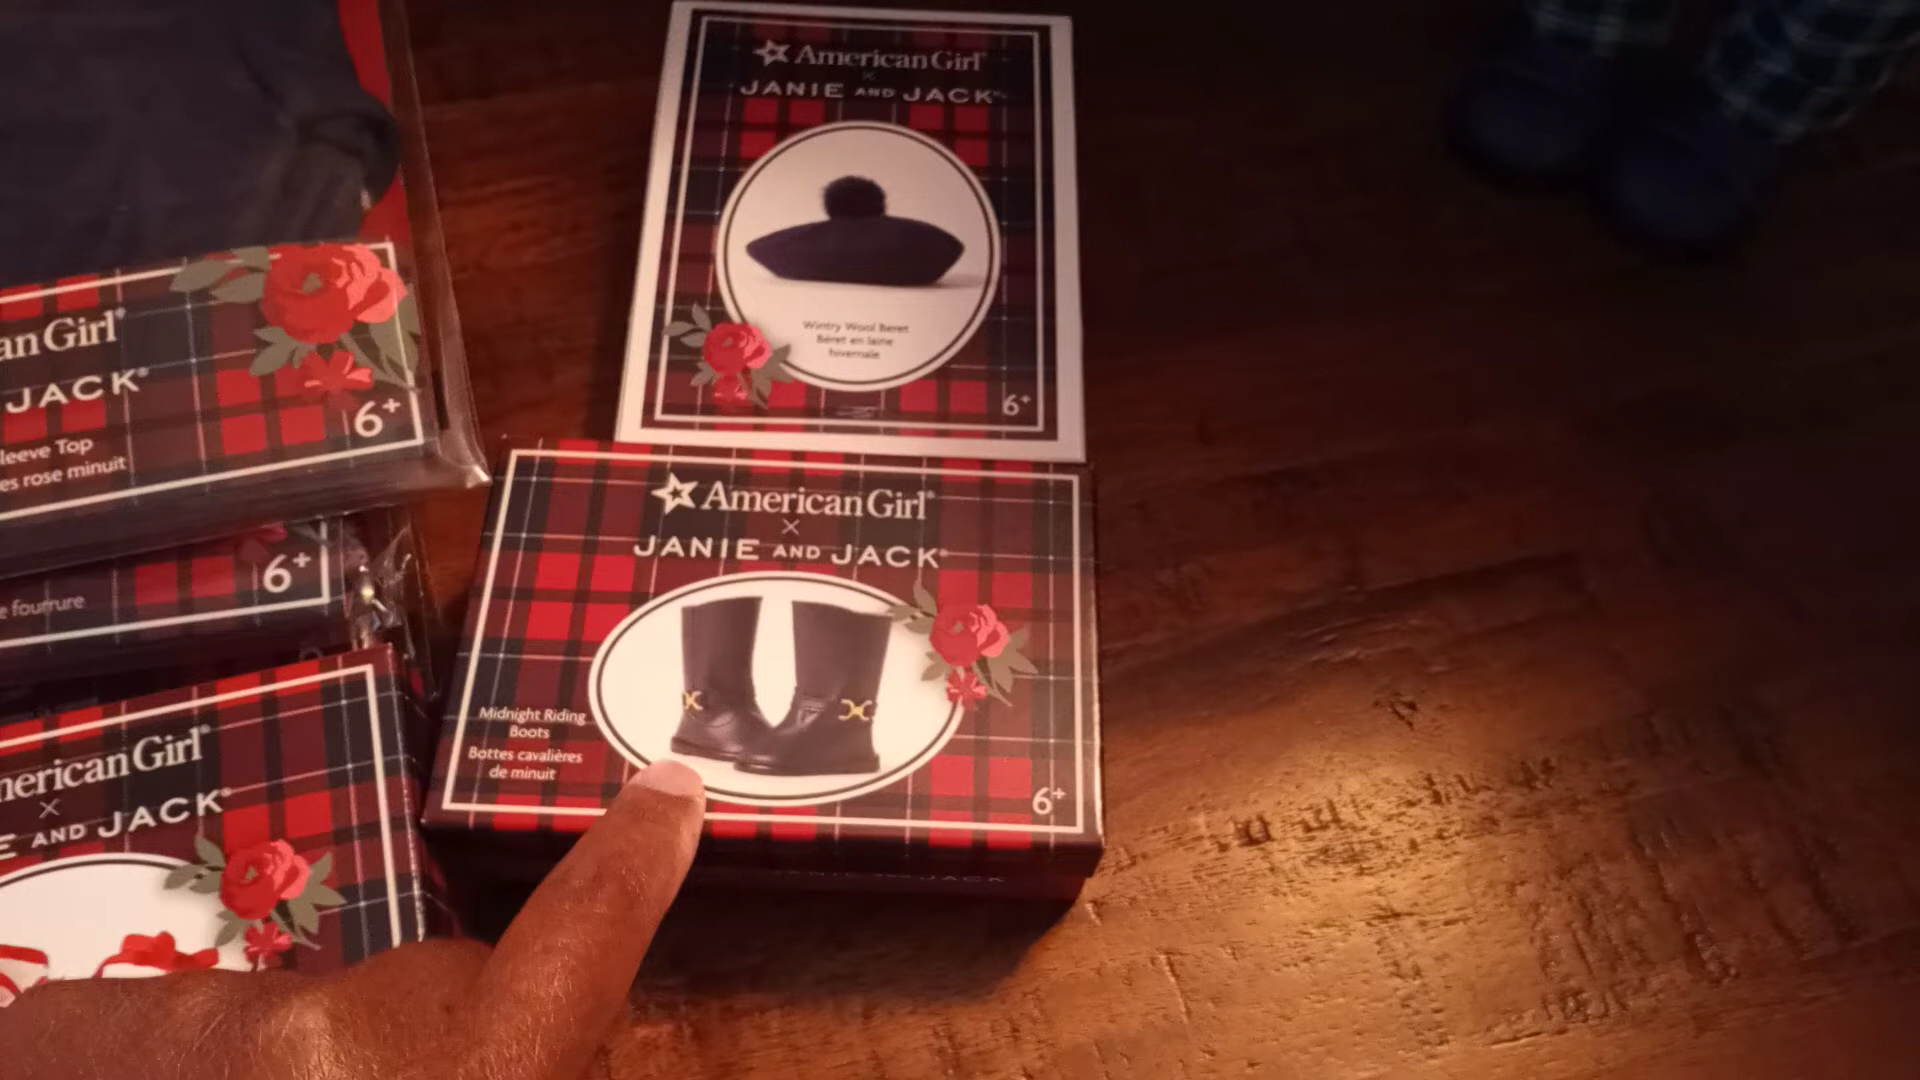 American Girl®
×
JANIE AND JACK®
Wintry Wool Beret
Béret en laine
hivernale
6+
an Girl®
JACK®
leeve Top
es rose minuit
6+
American Girl®
×
JANIE AND JACK®
Midnight Riding
Boots
Bottes cavalières
de minuit
6+
e fourrure
6+
merican Girl®
×
E AND JACK®